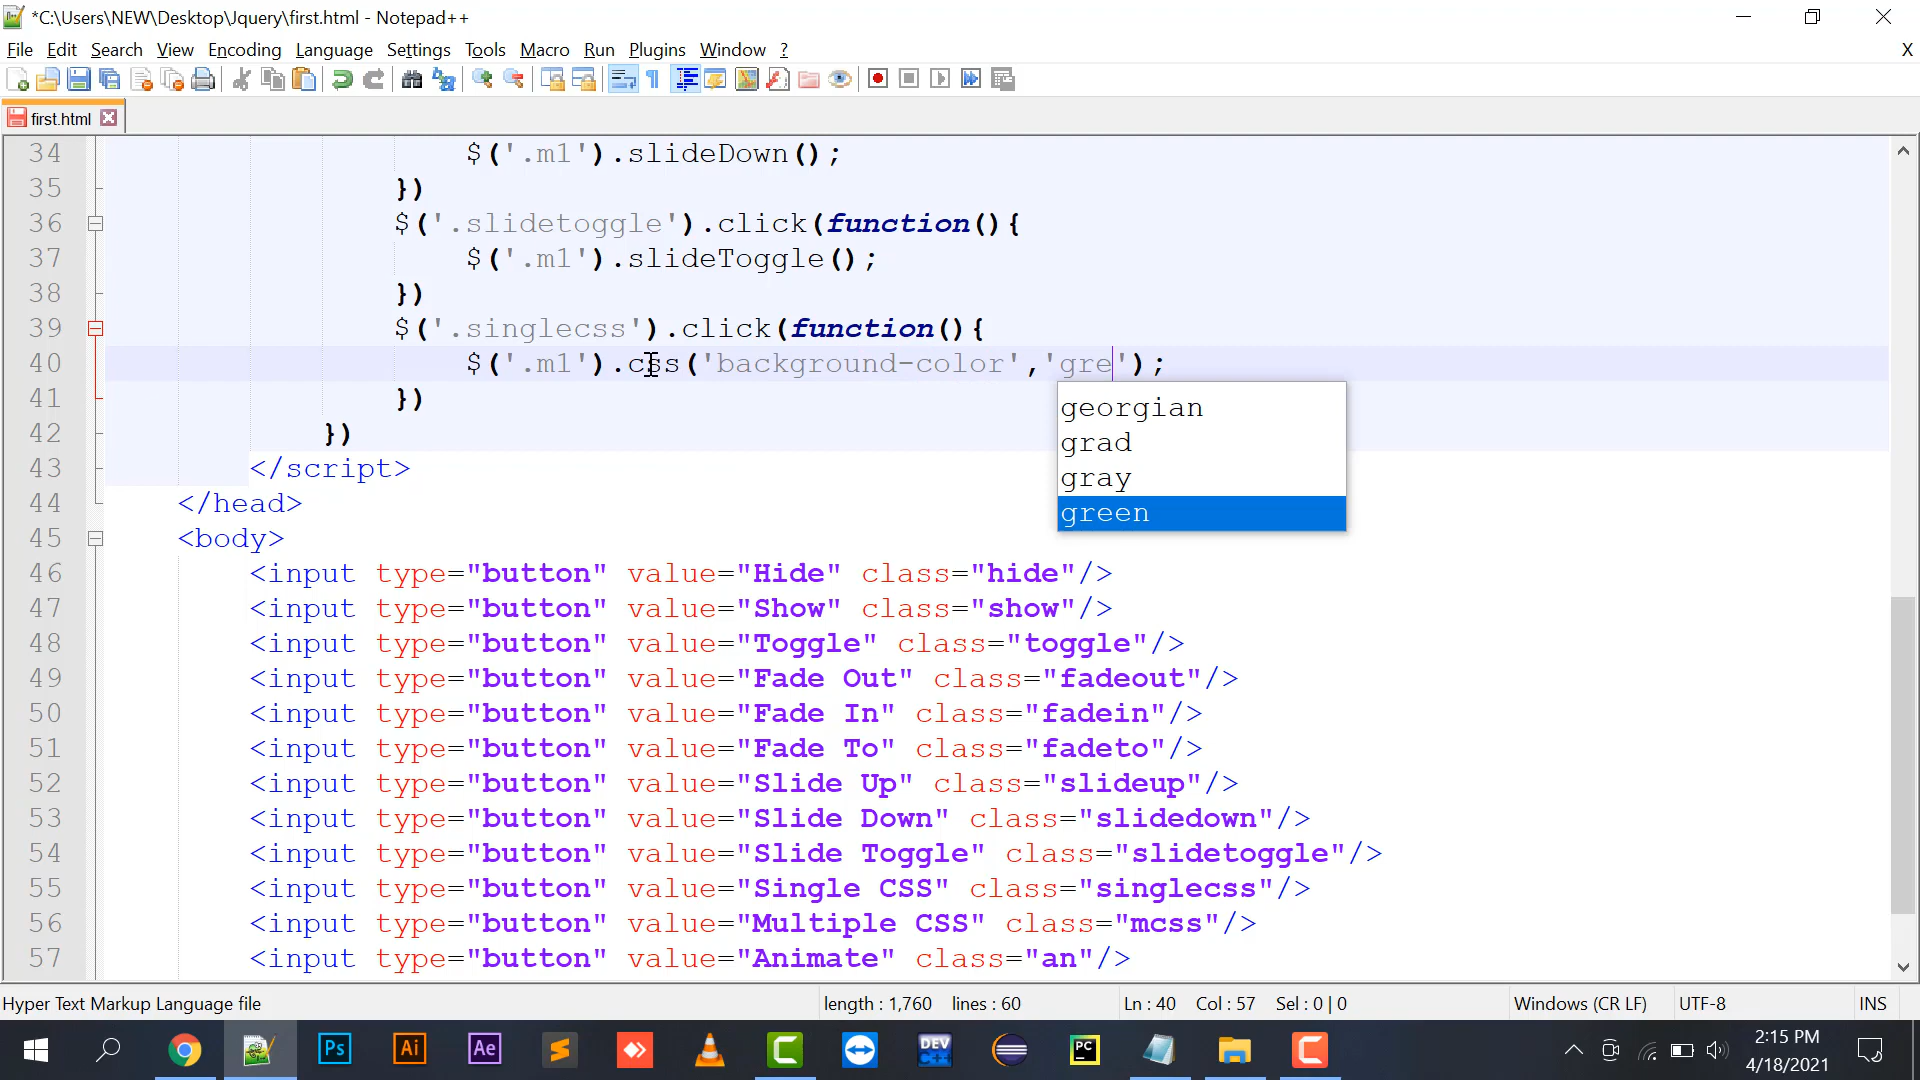 *C:\Users\NEW\Desktop\Jquery\first.html - Notepad++
File Edit Search View Encoding Language Settings Tools Macro Run Plugins Window ? X
first.html
34 $('.m1').slideDown();
35 })
36 $('.slidetoggle').click(function(){
37 $('.m1').slideToggle();
38 })
39 $('.singlecss').click(function(){
40 $('.m1').css('background-color','gre');
41 })
georgian
42 })
grad
43 </script>
gray
44 </head>
green
45 <body>
46 <input type="button" value="Hide" class="hide"/>
47 <input type="button" value="Show" class="show"/>
48 <input type="button" value="Toggle" class="toggle"/>
49 <input type="button" value="Fade Out" class="fadeout"/>
50 <input type="button" value="Fade In" class="fadein"/>
51 <input type="button" value="Fade To" class="fadeto"/>
52 <input type="button" value="Slide Up" class="slideup"/>
53 <input type="button" value="Slide Down" class="slidedown"/>
54 <input type="button" value="Slide Toggle" class="slidetoggle"/>
55 <input type="button" value="Single CSS" class="singlecss"/>
56 <input type="button" value="Multiple CSS" class="mcss"/>
57 <input type="button" value="Animate" class="an"/>
Hyper Text Markup Language file length : 1,760 lines : 60 Ln : 40 Col : 57 Sel : 0 | 0 Windows (CR LF) UTF-8 INS
Ps Ai Ae DEV C++ PC
2:15 PM
4/18/2021